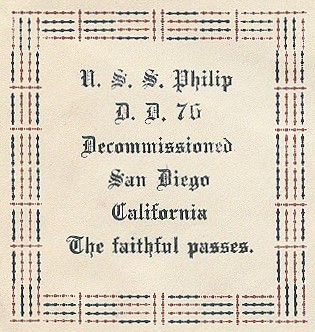 U. S. S. Philip
D. D. 76
Decommissioned
San Diego
California
The faithful passes.